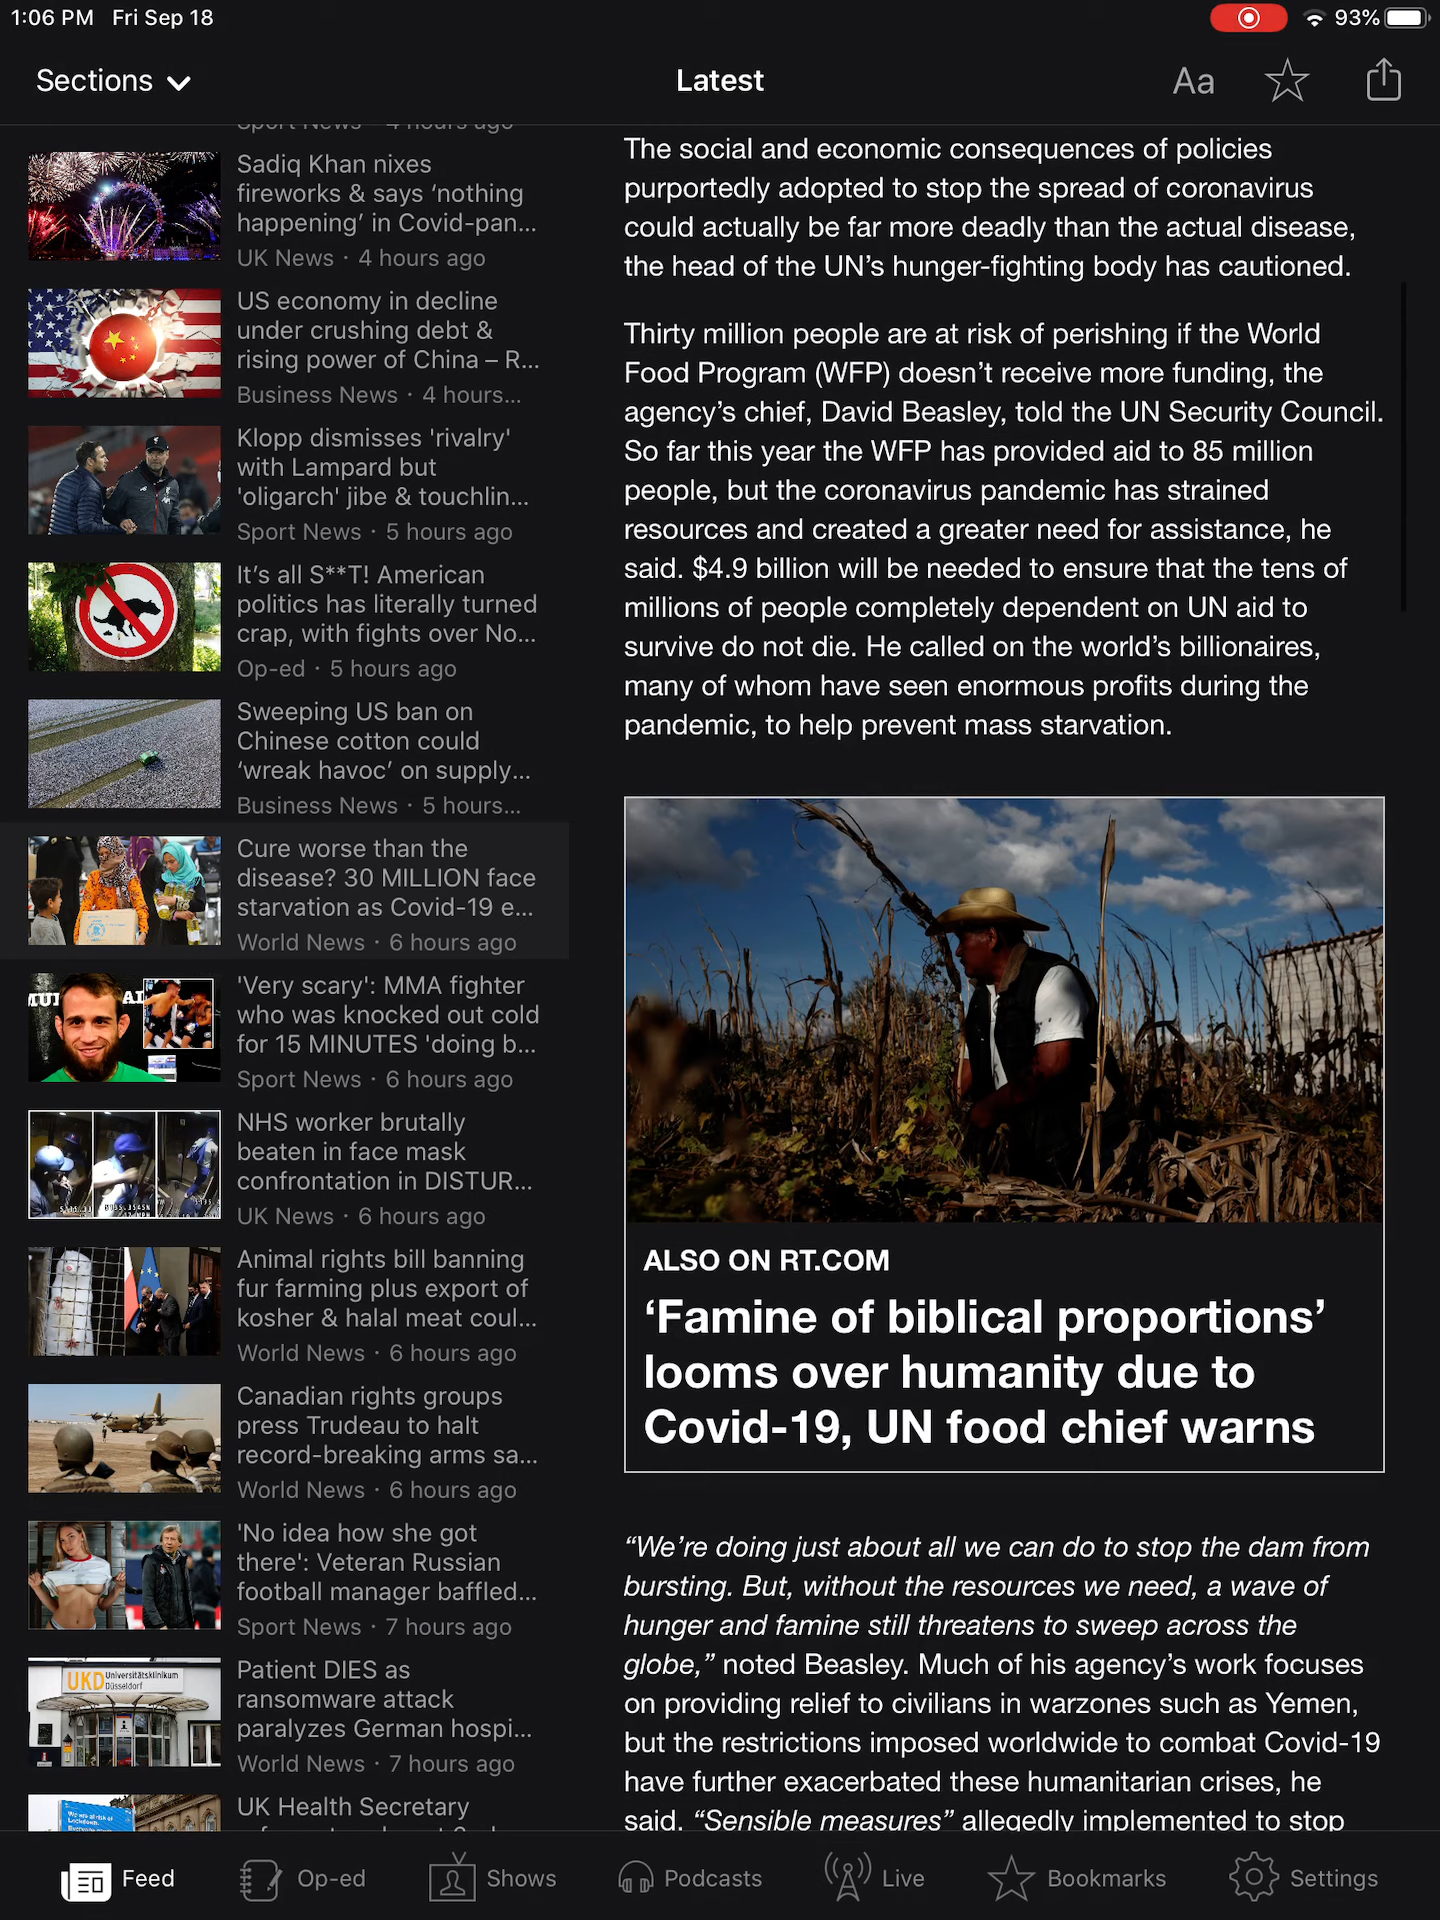 1:06 PM Fri Sep 18
93%
Sections
Latest
Aa
Sport News · 4 hours ago
Sadiq Khan nixes
fireworks & says ‘nothing
happening’ in Covid-pan...
UK News · 4 hours ago
US economy in decline
under crushing debt &
rising power of China – R...
Business News · 4 hours...
Klopp dismisses 'rivalry'
with Lampard but
'oligarch' jibe & touchlin...
Sport News · 5 hours ago
It’s all S**T! American
politics has literally turned
crap, with fights over No...
Op-ed · 5 hours ago
Sweeping US ban on
Chinese cotton could
‘wreak havoc’ on supply...
Business News · 5 hours...
Cure worse than the
disease? 30 MILLION face
starvation as Covid-19 e...
World News · 6 hours ago
'Very scary': MMA fighter
who was knocked out cold
for 15 MINUTES 'doing b...
Sport News · 6 hours ago
NHS worker brutally
beaten in face mask
confrontation in DISTUR...
UK News · 6 hours ago
Animal rights bill banning
fur farming plus export of
kosher & halal meat coul...
World News · 6 hours ago
Canadian rights groups
press Trudeau to halt
record-breaking arms sa...
World News · 6 hours ago
'No idea how she got
there': Veteran Russian
football manager baffled...
Sport News · 7 hours ago
UKD Universitätsklinikum
Düsseldorf
Patient DIES as
ransomware attack
paralyzes German hospi...
World News · 7 hours ago
UK Health Secretary
The social and economic consequences of policies
purportedly adopted to stop the spread of coronavirus
could actually be far more deadly than the actual disease,
the head of the UN’s hunger-fighting body has cautioned.
Thirty million people are at risk of perishing if the World
Food Program (WFP) doesn’t receive more funding, the
agency’s chief, David Beasley, told the UN Security Council.
So far this year the WFP has provided aid to 85 million
people, but the coronavirus pandemic has strained
resources and created a greater need for assistance, he
said. $4.9 billion will be needed to ensure that the tens of
millions of people completely dependent on UN aid to
survive do not die. He called on the world’s billionaires,
many of whom have seen enormous profits during the
pandemic, to help prevent mass starvation.
ALSO ON RT.COM
‘Famine of biblical proportions’
looms over humanity due to
Covid-19, UN food chief warns
“We’re doing just about all we can do to stop the dam from
bursting. But, without the resources we need, a wave of
hunger and famine still threatens to sweep across the
globe,” noted Beasley. Much of his agency’s work focuses
on providing relief to civilians in warzones such as Yemen,
but the restrictions imposed worldwide to combat Covid-19
have further exacerbated these humanitarian crises, he
said. “Sensible measures” allegedly implemented to stop
Feed
Op-ed
Shows
Podcasts
Live
Bookmarks
Settings